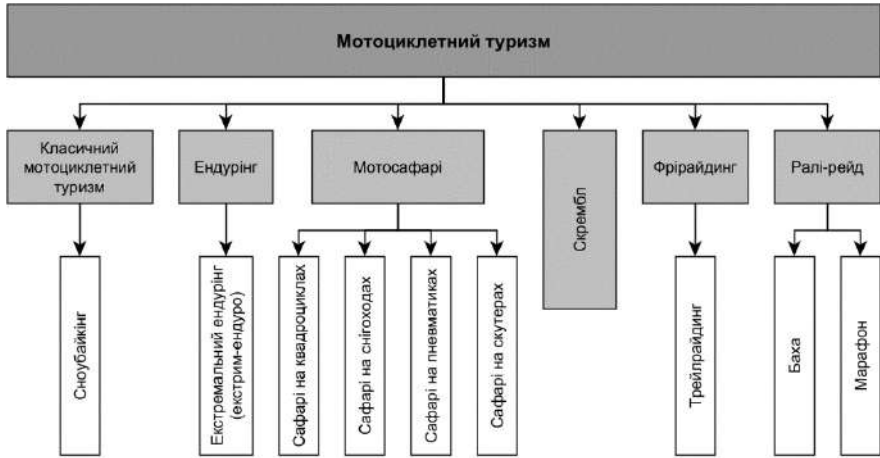 Мотоциклетний туризм
Класичний
мотоциклетний
туризм
Ендурінг
Мотосафарі
Скрембл
Фрірайдинг
Ралі-рейд
Сноубайкінг
Екстремальний ендурінг
(екстрим-ендуро)
Сафарі на квадроциклах
Сафарі на снігоходах
Сафарі на пневматиках
Сафарі на скутерах
Трейлрайдинг
Баха
Марафон